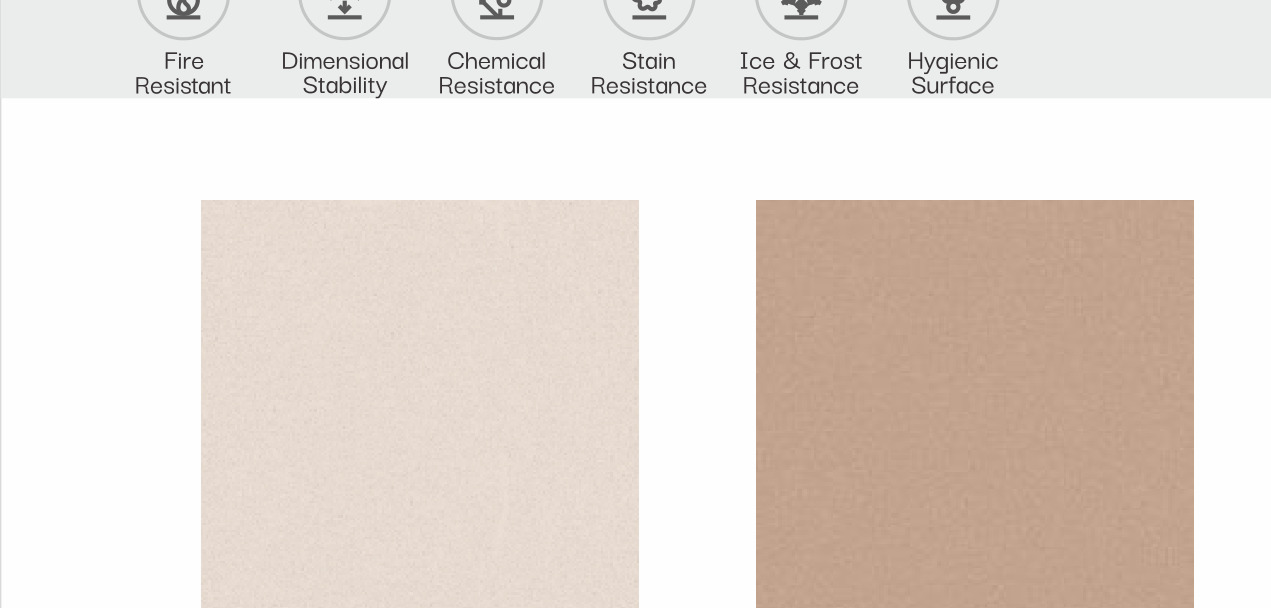 Fire
Resistant
Dimensional
Stability
Chemical
Resistance
Stain
Resistance
Ice & Frost
Resistance
Hygienic
Surface